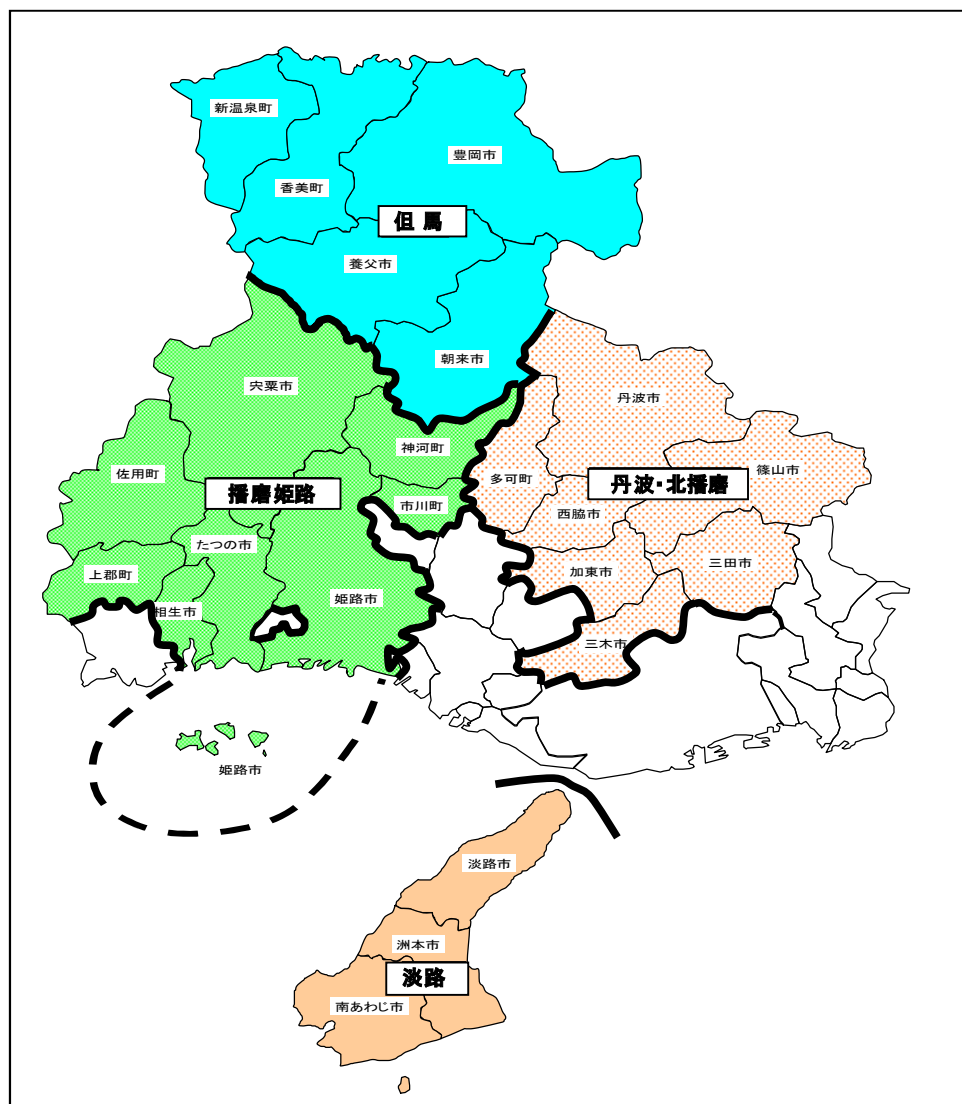 新温泉町
豊岡市
香美町
但馬
養父市
朝来市
宍粟市
丹波市
神河町
篠山市
佐用町
多可町
播磨姫路
丹波・北播磨
市川町
西脇市
たつの市
三田市
上郡町
加東市
姫路市
相生市
三木市
姫路市
淡路市
洲本市
淡路
南あわじ市